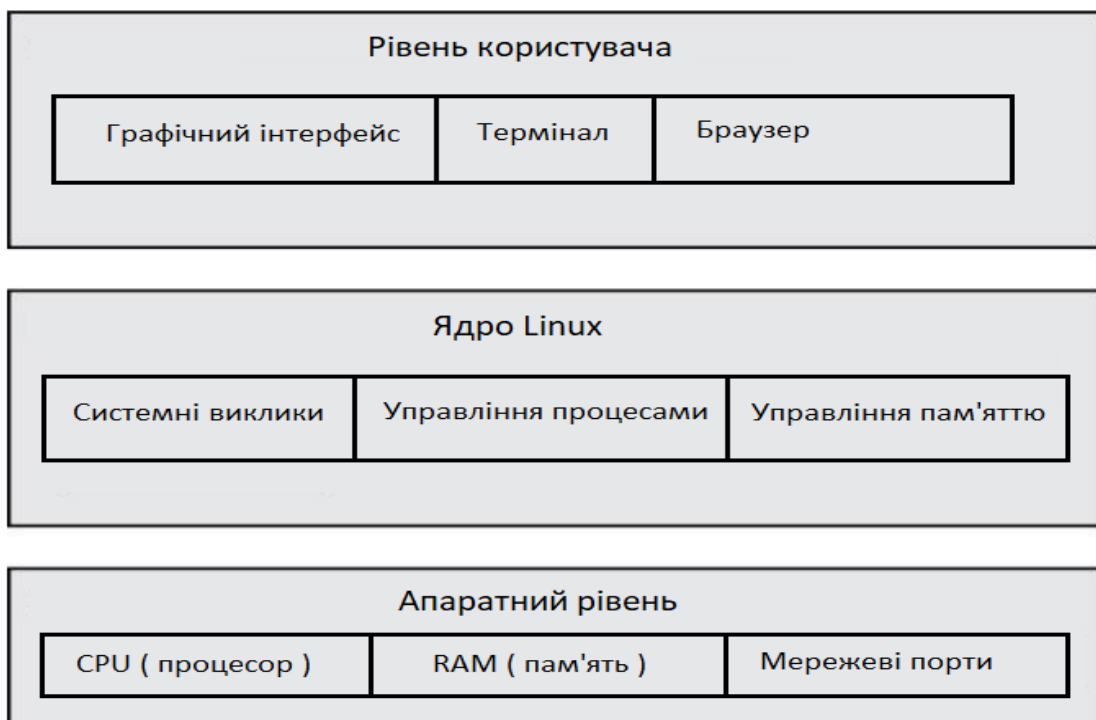 Рівень користувача
Графічний інтерфейс Термінал Браузер
Ядро Linux
Системні виклики Управління процесами Управління пам'яттю
Апаратний рівень
CPU ( процесор ) RAM ( пам'ять ) Мережеві порти